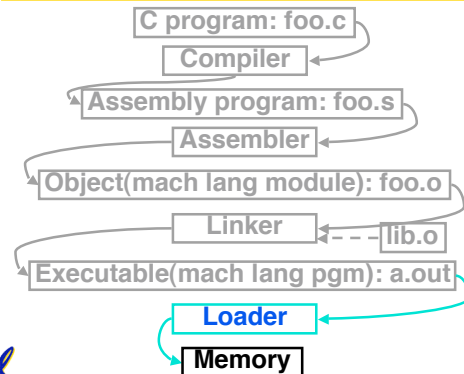 C program: foo.c
Compiler
Assembly program: foo.s
Assembler
Object(mach lang module): foo.o
Linker
lib.o
Executable(mach lang pgm): a.out
Loader
Memory